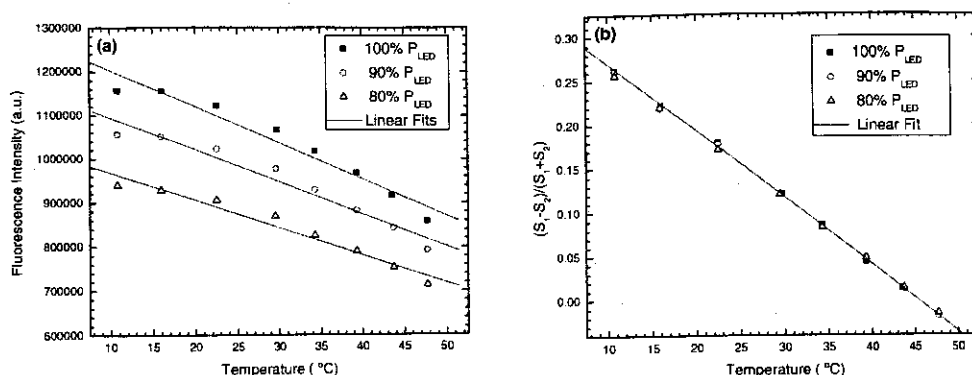 (a)
100% P_LED
90% P_LED
80% P_LED
Linear Fits
1300000
1200000
1100000
1000000
900000
800000
700000
600000
Fluorescence Intensity (a.u.)
10 15 20 25 30 35 40 45 50
Temperature ( °C)
(b)
100% P_LED
90% P_LED
80% P_LED
Linear Fit
0.30
0.25
0.20
0.15
0.10
0.05
0.00
(S₁-S₂)/(S₁+S₂)
10 15 20 25 30 35 40 45 50
Temperature ( °C)